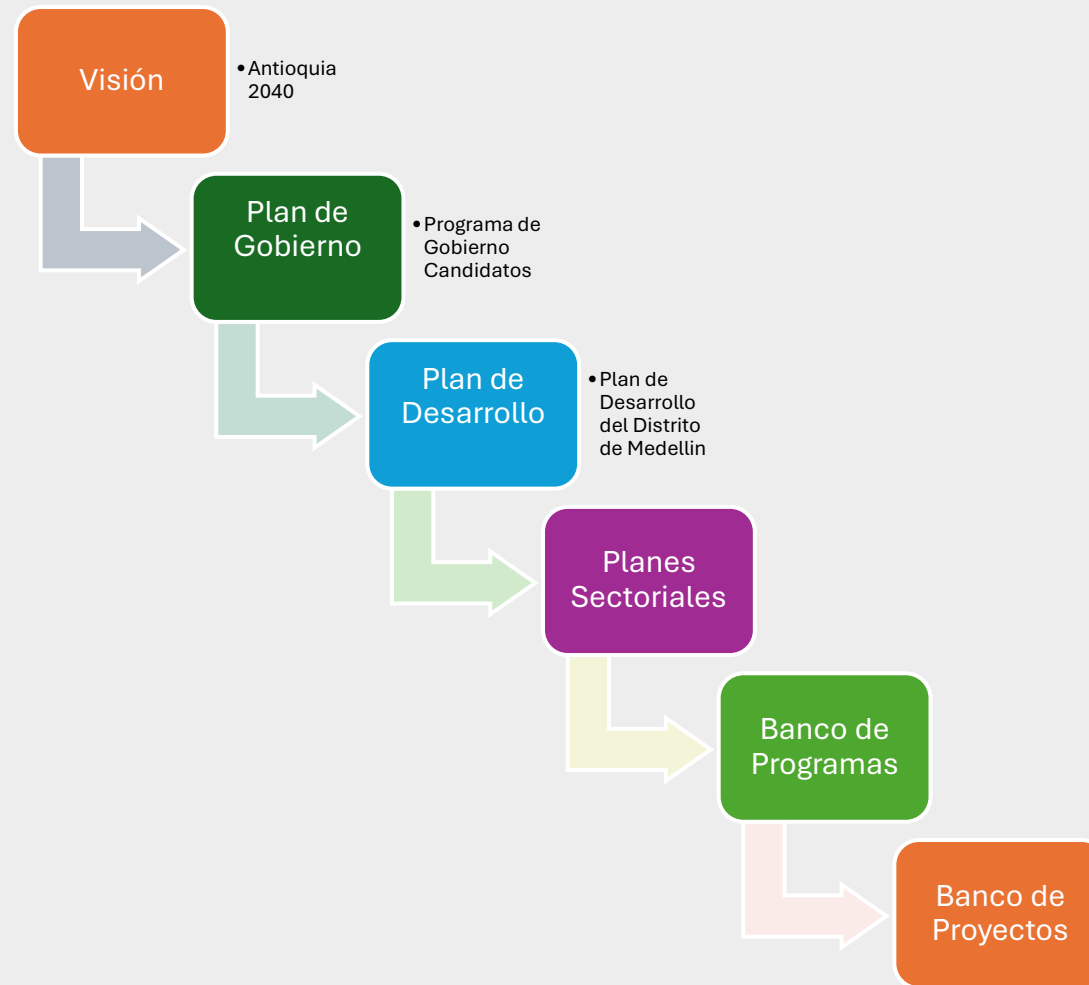 Visión
•Antioquia
2040
Plan de
Gobierno
•Programa de
Gobierno
Candidatos
Plan de
Desarrollo
•Plan de
Desarrollo
del Distrito
de Medellin
Planes
Sectoriales
Banco de
Programas
Banco de
Proyectos